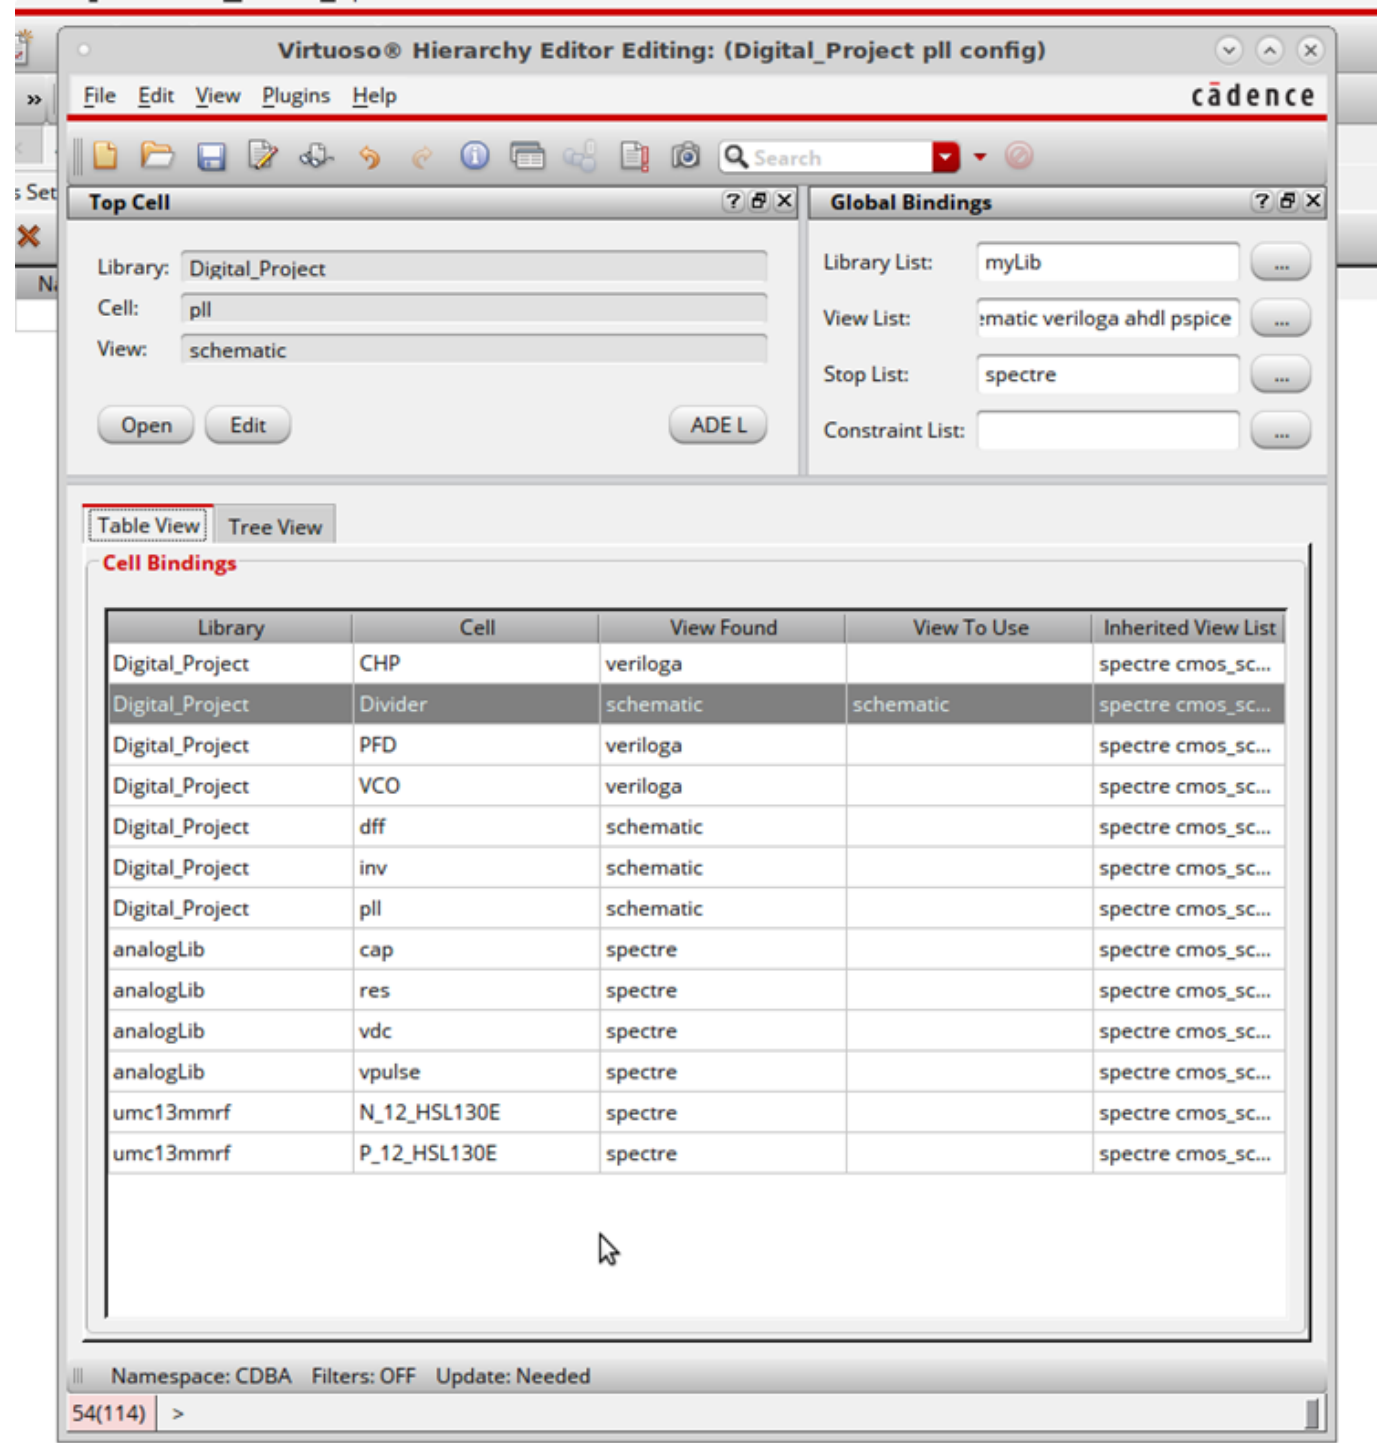 Virtuoso® Hierarchy Editor Editing: (Digital_Project pll config)
File Edit View Plugins Help
cādence
»
Search
s Set
Top Cell
Global Bindings
Library: Digital_Project
Cell: pll
View: schematic
Open Edit ADE L
Library List: myLib ...
View List: ematic veriloga ahdl pspice ...
Stop List: spectre ...
Constraint List: ...
Table View Tree View
Cell Bindings
Library Cell View Found View To Use Inherited View List
Digital_Project CHP veriloga spectre cmos_sc...
Digital_Project Divider schematic schematic spectre cmos_sc...
Digital_Project PFD veriloga spectre cmos_sc...
Digital_Project VCO veriloga spectre cmos_sc...
Digital_Project dff schematic spectre cmos_sc...
Digital_Project inv schematic spectre cmos_sc...
Digital_Project pll schematic spectre cmos_sc...
analogLib cap spectre spectre cmos_sc...
analogLib res spectre spectre cmos_sc...
analogLib vdc spectre spectre cmos_sc...
analogLib vpulse spectre spectre cmos_sc...
umc13mmrf N_12_HSL130E spectre spectre cmos_sc...
umc13mmrf P_12_HSL130E spectre spectre cmos_sc...
Namespace: CDBA Filters: OFF Update: Needed
54(114) >